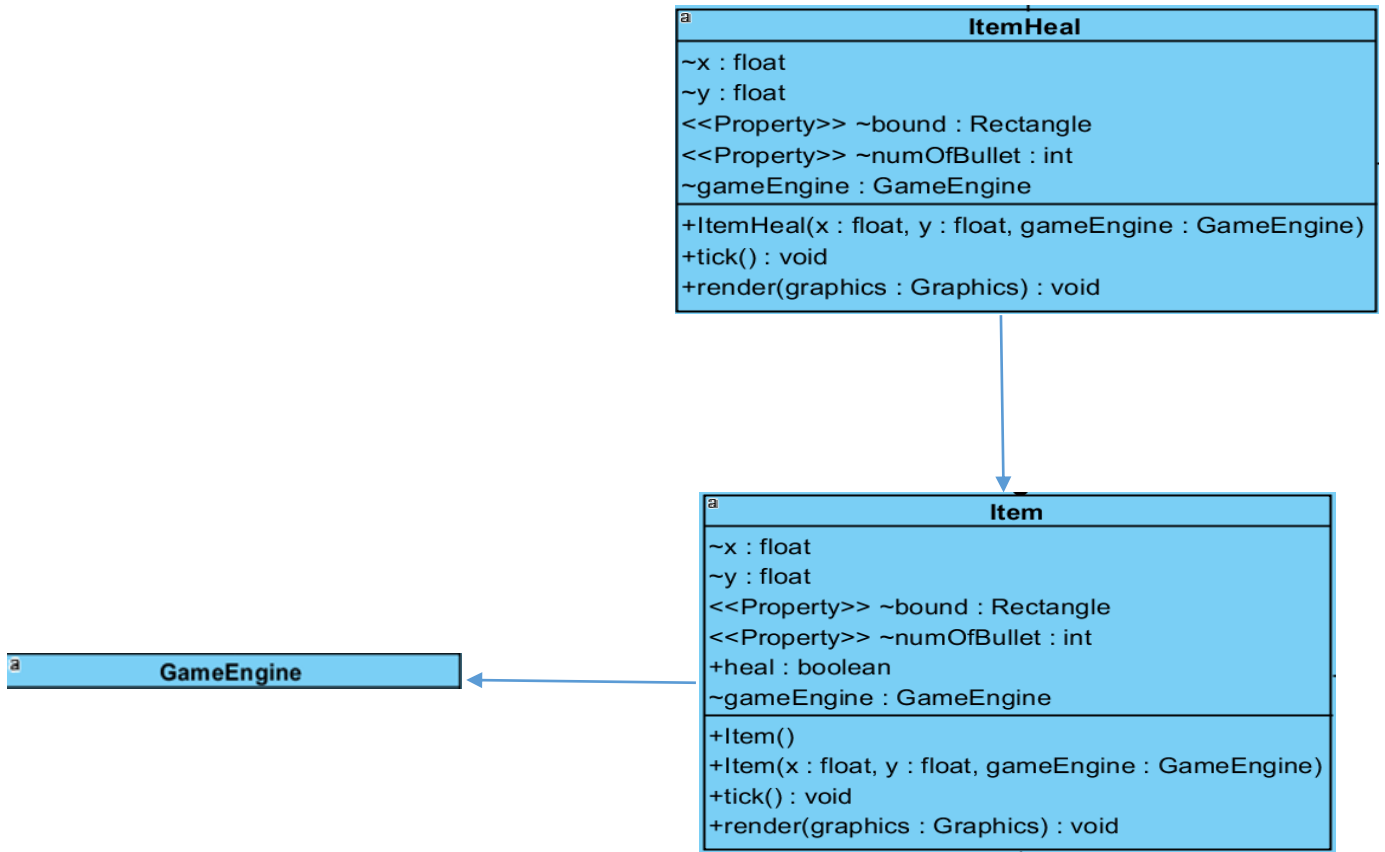 a
ItemHeal
~x : float
~y : float
<<Property>> ~bound : Rectangle
<<Property>> ~numOfBullet : int
~gameEngine : GameEngine
+ItemHeal(x : float, y : float, gameEngine : GameEngine)
+tick() : void
+render(graphics : Graphics) : void
a
Item
~x : float
~y : float
<<Property>> ~bound : Rectangle
<<Property>> ~numOfBullet : int
+heal : boolean
~gameEngine : GameEngine
+Item()
+Item(x : float, y : float, gameEngine : GameEngine)
+tick() : void
+render(graphics : Graphics) : void
a
GameEngine